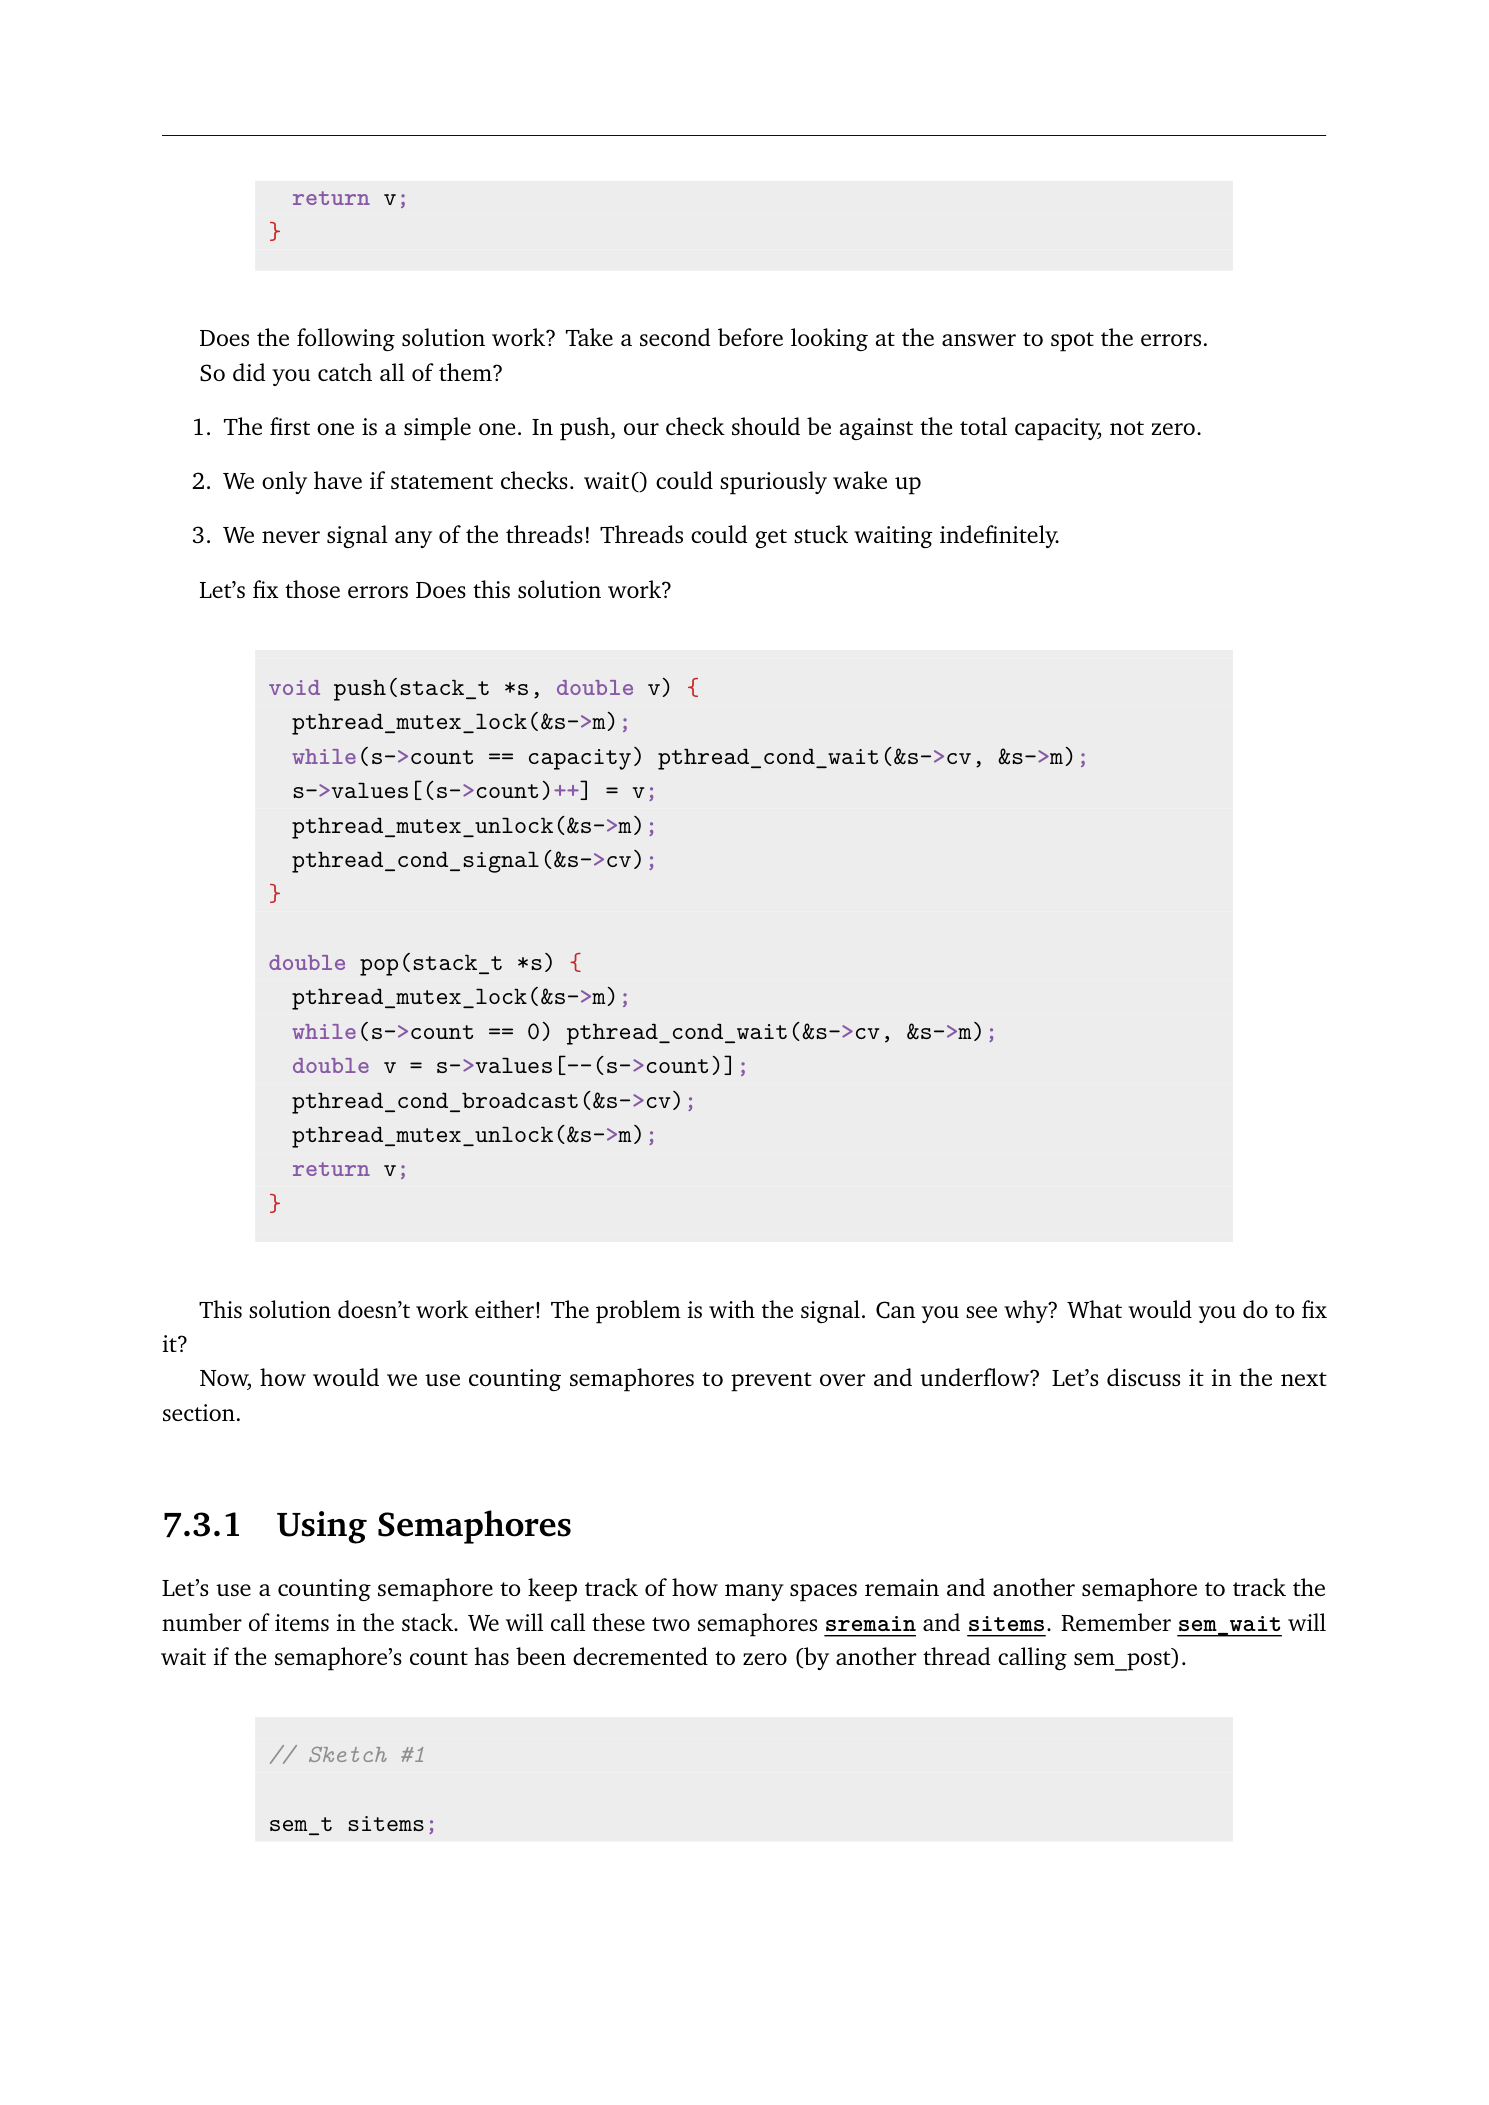 return v;
}
Does the following solution work? Take a second before looking at the answer to spot the errors.
So did you catch all of them?
1. The first one is a simple one. In push, our check should be against the total capacity, not zero.
2. We only have if statement checks. wait() could spuriously wake up
3. We never signal any of the threads! Threads could get stuck waiting indefinitely.
Let’s fix those errors Does this solution work?
void push(stack_t *s, double v) {
  pthread_mutex_lock(&s->m);
  while(s->count == capacity) pthread_cond_wait(&s->cv, &s->m);
  s->values[(s->count)++] = v;
  pthread_mutex_unlock(&s->m);
  pthread_cond_signal(&s->cv);
}
double pop(stack_t *s) {
  pthread_mutex_lock(&s->m);
  while(s->count == 0) pthread_cond_wait(&s->cv, &s->m);
  double v = s->values[--(s->count)];
  pthread_cond_broadcast(&s->cv);
  pthread_mutex_unlock(&s->m);
  return v;
}
This solution doesn’t work either! The problem is with the signal. Can you see why? What would you do to fix
it?
Now, how would we use counting semaphores to prevent over and underflow? Let’s discuss it in the next
section.
7.3.1 Using Semaphores
Let’s use a counting semaphore to keep track of how many spaces remain and another semaphore to track the
number of items in the stack. We will call these two semaphores sremain and sitems. Remember sem_wait will
wait if the semaphore’s count has been decremented to zero (by another thread calling sem_post).
// Sketch #1
sem_t sitems;